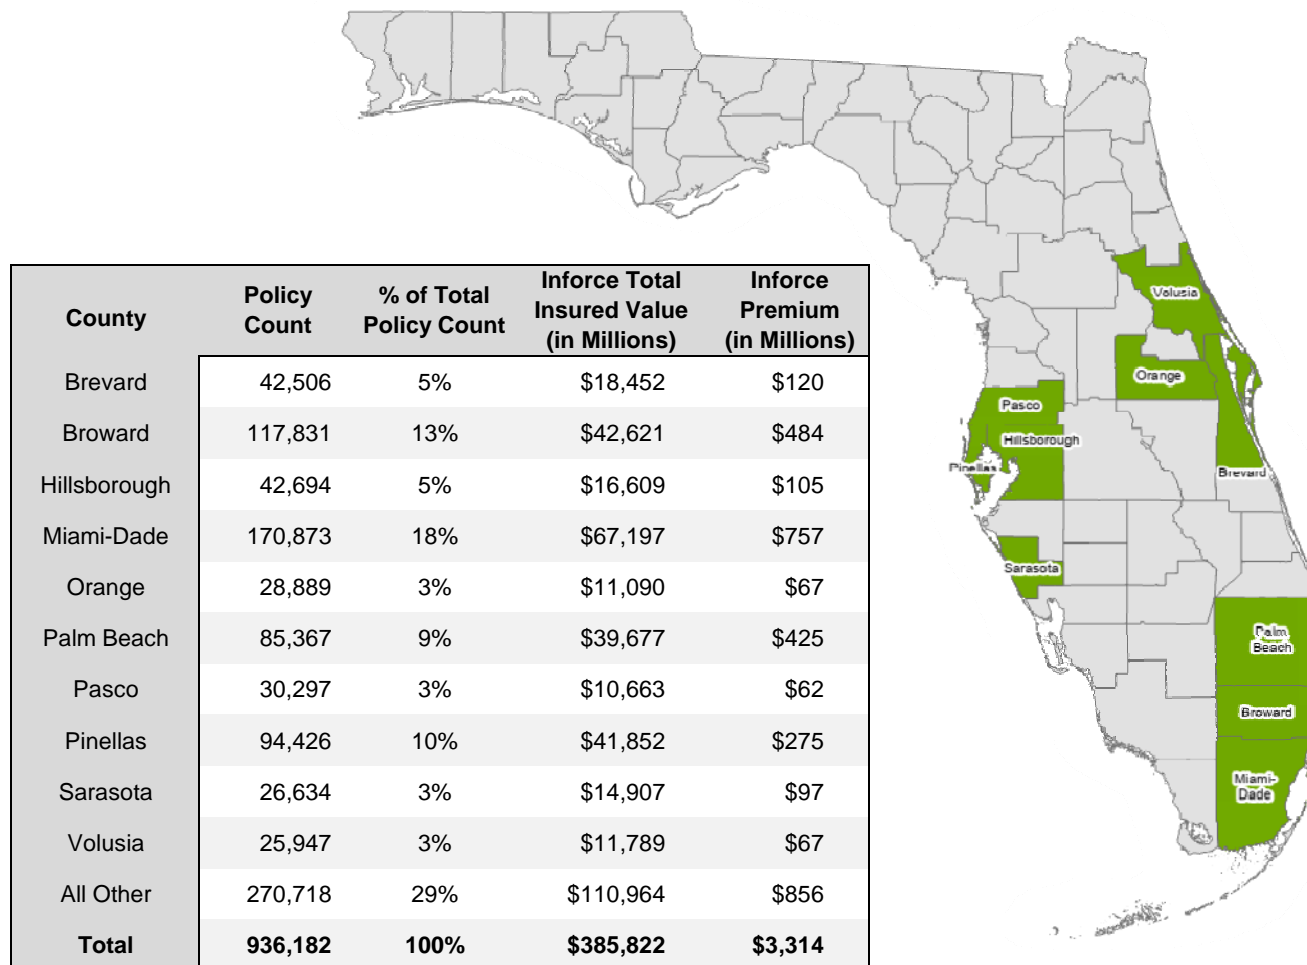 County Policy Count % of Total Policy Count Inforce Total Insured Value (in Millions) Inforce Premium (in Millions)
Brevard 42,506 5% $18,452 $120
Broward 117,831 13% $42,621 $484
Hillsborough 42,694 5% $16,609 $105
Miami-Dade 170,873 18% $67,197 $757
Orange 28,889 3% $11,090 $67
Palm Beach 85,367 9% $39,677 $425
Pasco 30,297 3% $10,663 $62
Pinellas 94,426 10% $41,852 $275
Sarasota 26,634 3% $14,907 $97
Volusia 25,947 3% $11,789 $67
All Other 270,718 29% $110,964 $856
Total 936,182 100% $385,822 $3,314
Volusia
Orange
Pasco
Hillsborough
Pinellas
Brevard
Sarasota
Palm
Beach
Broward
Miami-
Dade